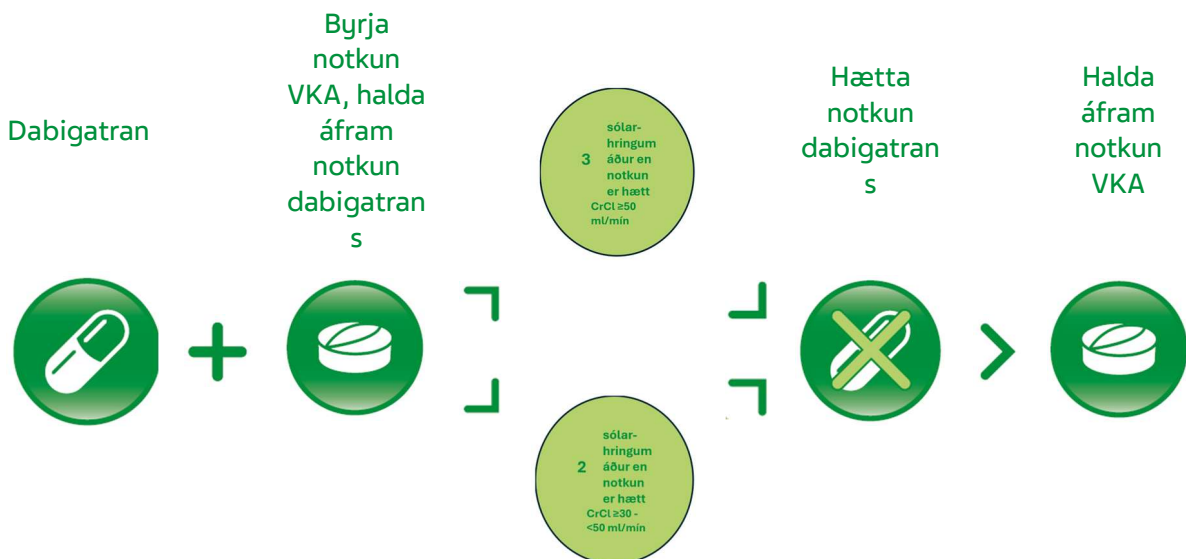 Dabigatran
Byrja
notkun
VKA, halda
áfram
notkun
dabigatran
s
3
sólar-
hringum
áður en
notkun
er hætt
CrCl ≥50
ml/mín
2
sólar-
hringum
áður en
notkun
er hætt
CrCl ≥30 -
<50 ml/mín
Hætta
notkun
dabigatran
s
Halda
áfram
notkun
VKA